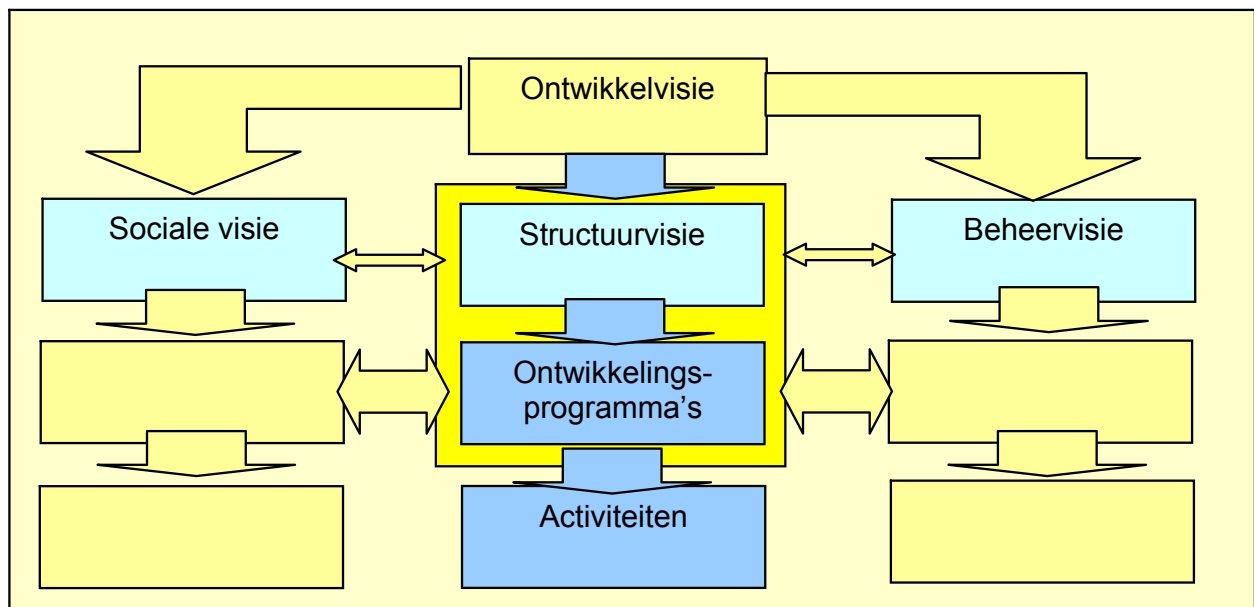 Ontwikkelvisie
Sociale visie
Structuurvisie
Beheervisie
Ontwikkelings-
programma's
Activiteiten